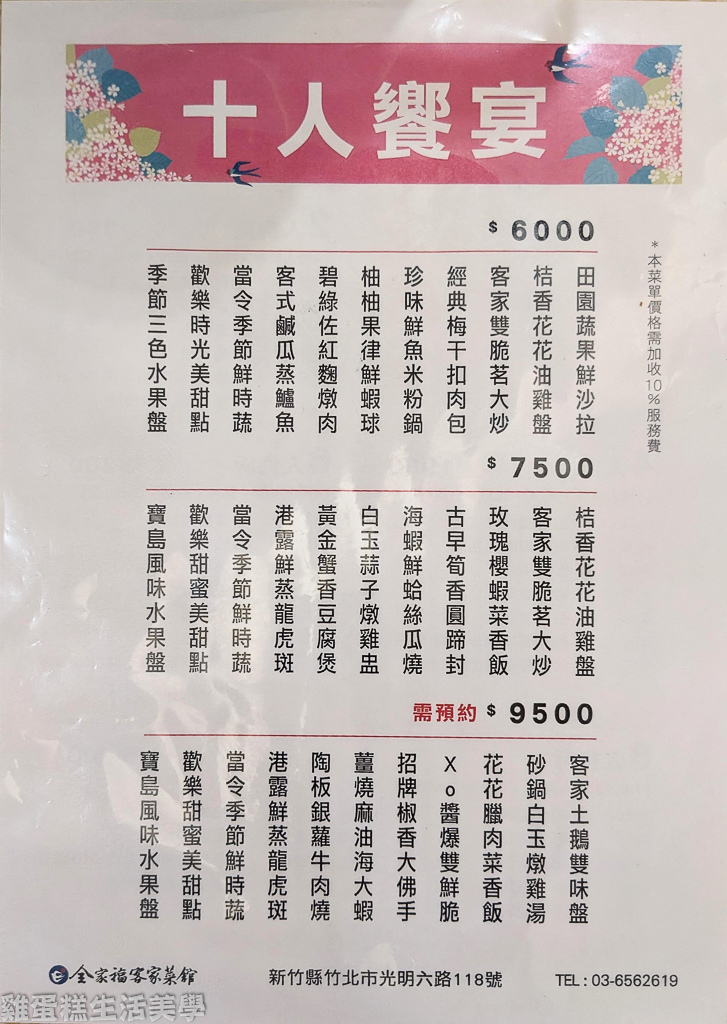 十人饗宴
*本菜單價格需加收10%服務費
$ 6000
田園蔬果鮮沙拉
桔香花花油雞盤
客家雙脆茗大炒
經典梅干扣肉包
珍味鮮魚米粉鍋
柚柚果律鮮蝦球
碧綠佐紅麴燉肉
客式鹹瓜蒸鱸魚
當令季節鮮時蔬
歡樂時光美甜點
季節三色水果盤
$ 7500
桔香花花油雞盤
客家雙脆茗大炒
玫瑰櫻蝦菜香飯
古早筍香圓蹄封
海蝦鮮蛤絲瓜燒
白玉蒜子燉雞盅
黃金蟹香豆腐煲
港露鮮蒸龍虎斑
當令季節鮮時蔬
歡樂甜蜜美甜點
寶島風味水果盤
需預約 $ 9500
客家土鵝雙味盤
砂鍋白玉燉雞湯
花花臘肉菜香飯
Xo醬爆雙鮮脆
招牌椒香大佛手
薑燒麻油海大蝦
陶板銀蘿牛肉燒
港露鮮蒸龍虎斑
當令季節鮮時蔬
歡樂甜蜜美甜點
寶島風味水果盤
全家福客家菜館
新竹縣竹北市光明六路118號
TEL : 03-6562619
雞蛋糕生活美學